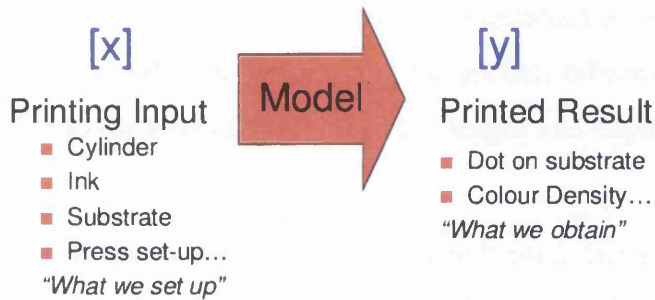 [x]
Model
[y]
Printing Input
Cylinder
Ink
Substrate
Press set-up...
"What we set up"
Printed Result
Dot on substrate
Colour Density...
"What we obtain"